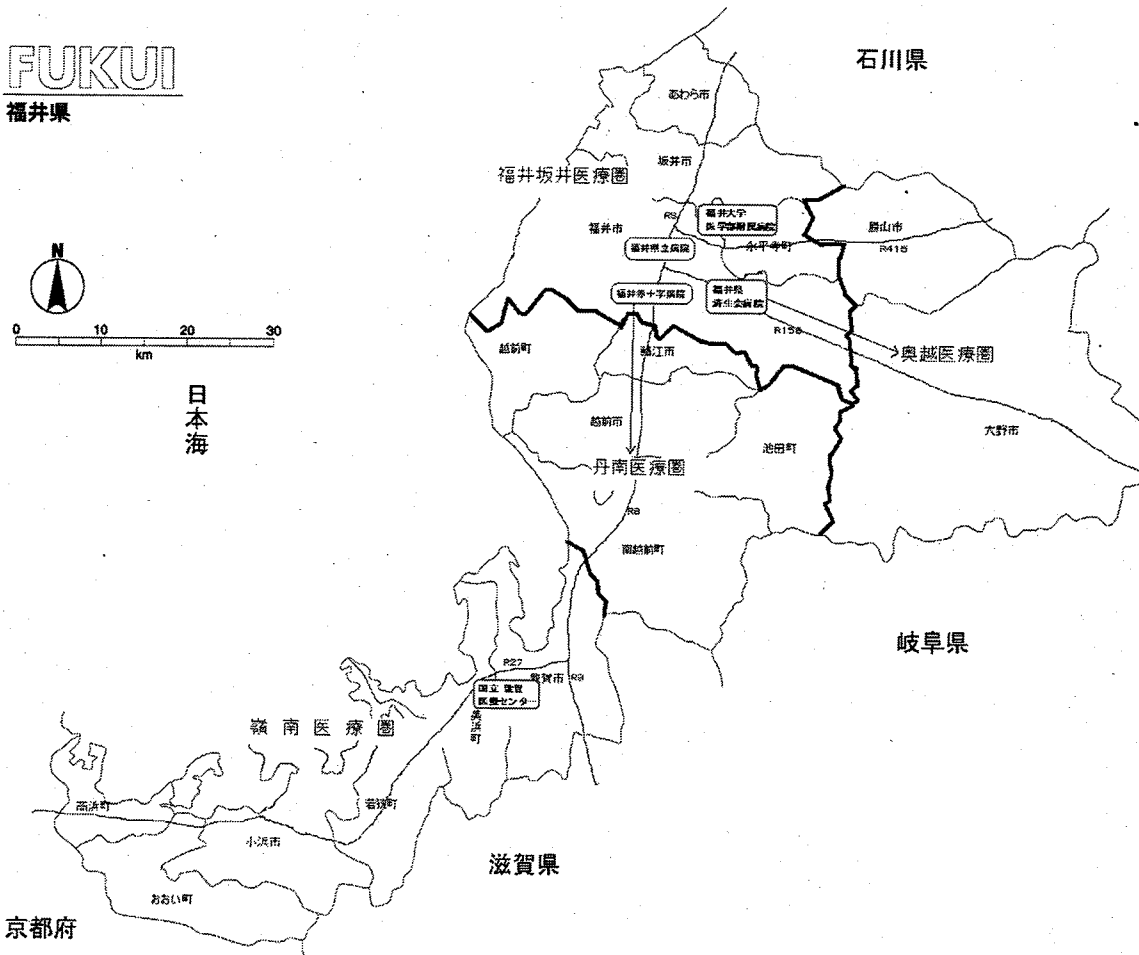 FUKUI
福井県
石川県
あわら市
坂井市
福井坂井医療圏
福井市
福井大学
医学部附属病院
勝山市
永平寺町
R416
福井県立病院
N
福井赤十字病院
福井県
済生会病院
0 10 20 30
km
R158
越前町
鯖江市
奥越医療圏
日本海
越前市
大野市
池田町
丹南医療圏
R8
南越前町
岐阜県
R27
敦賀市
国立 敦賀
医療センター
美浜町
嶺南医療圏
高浜町
若狭町
小浜市
滋賀県
おおい町
京都府